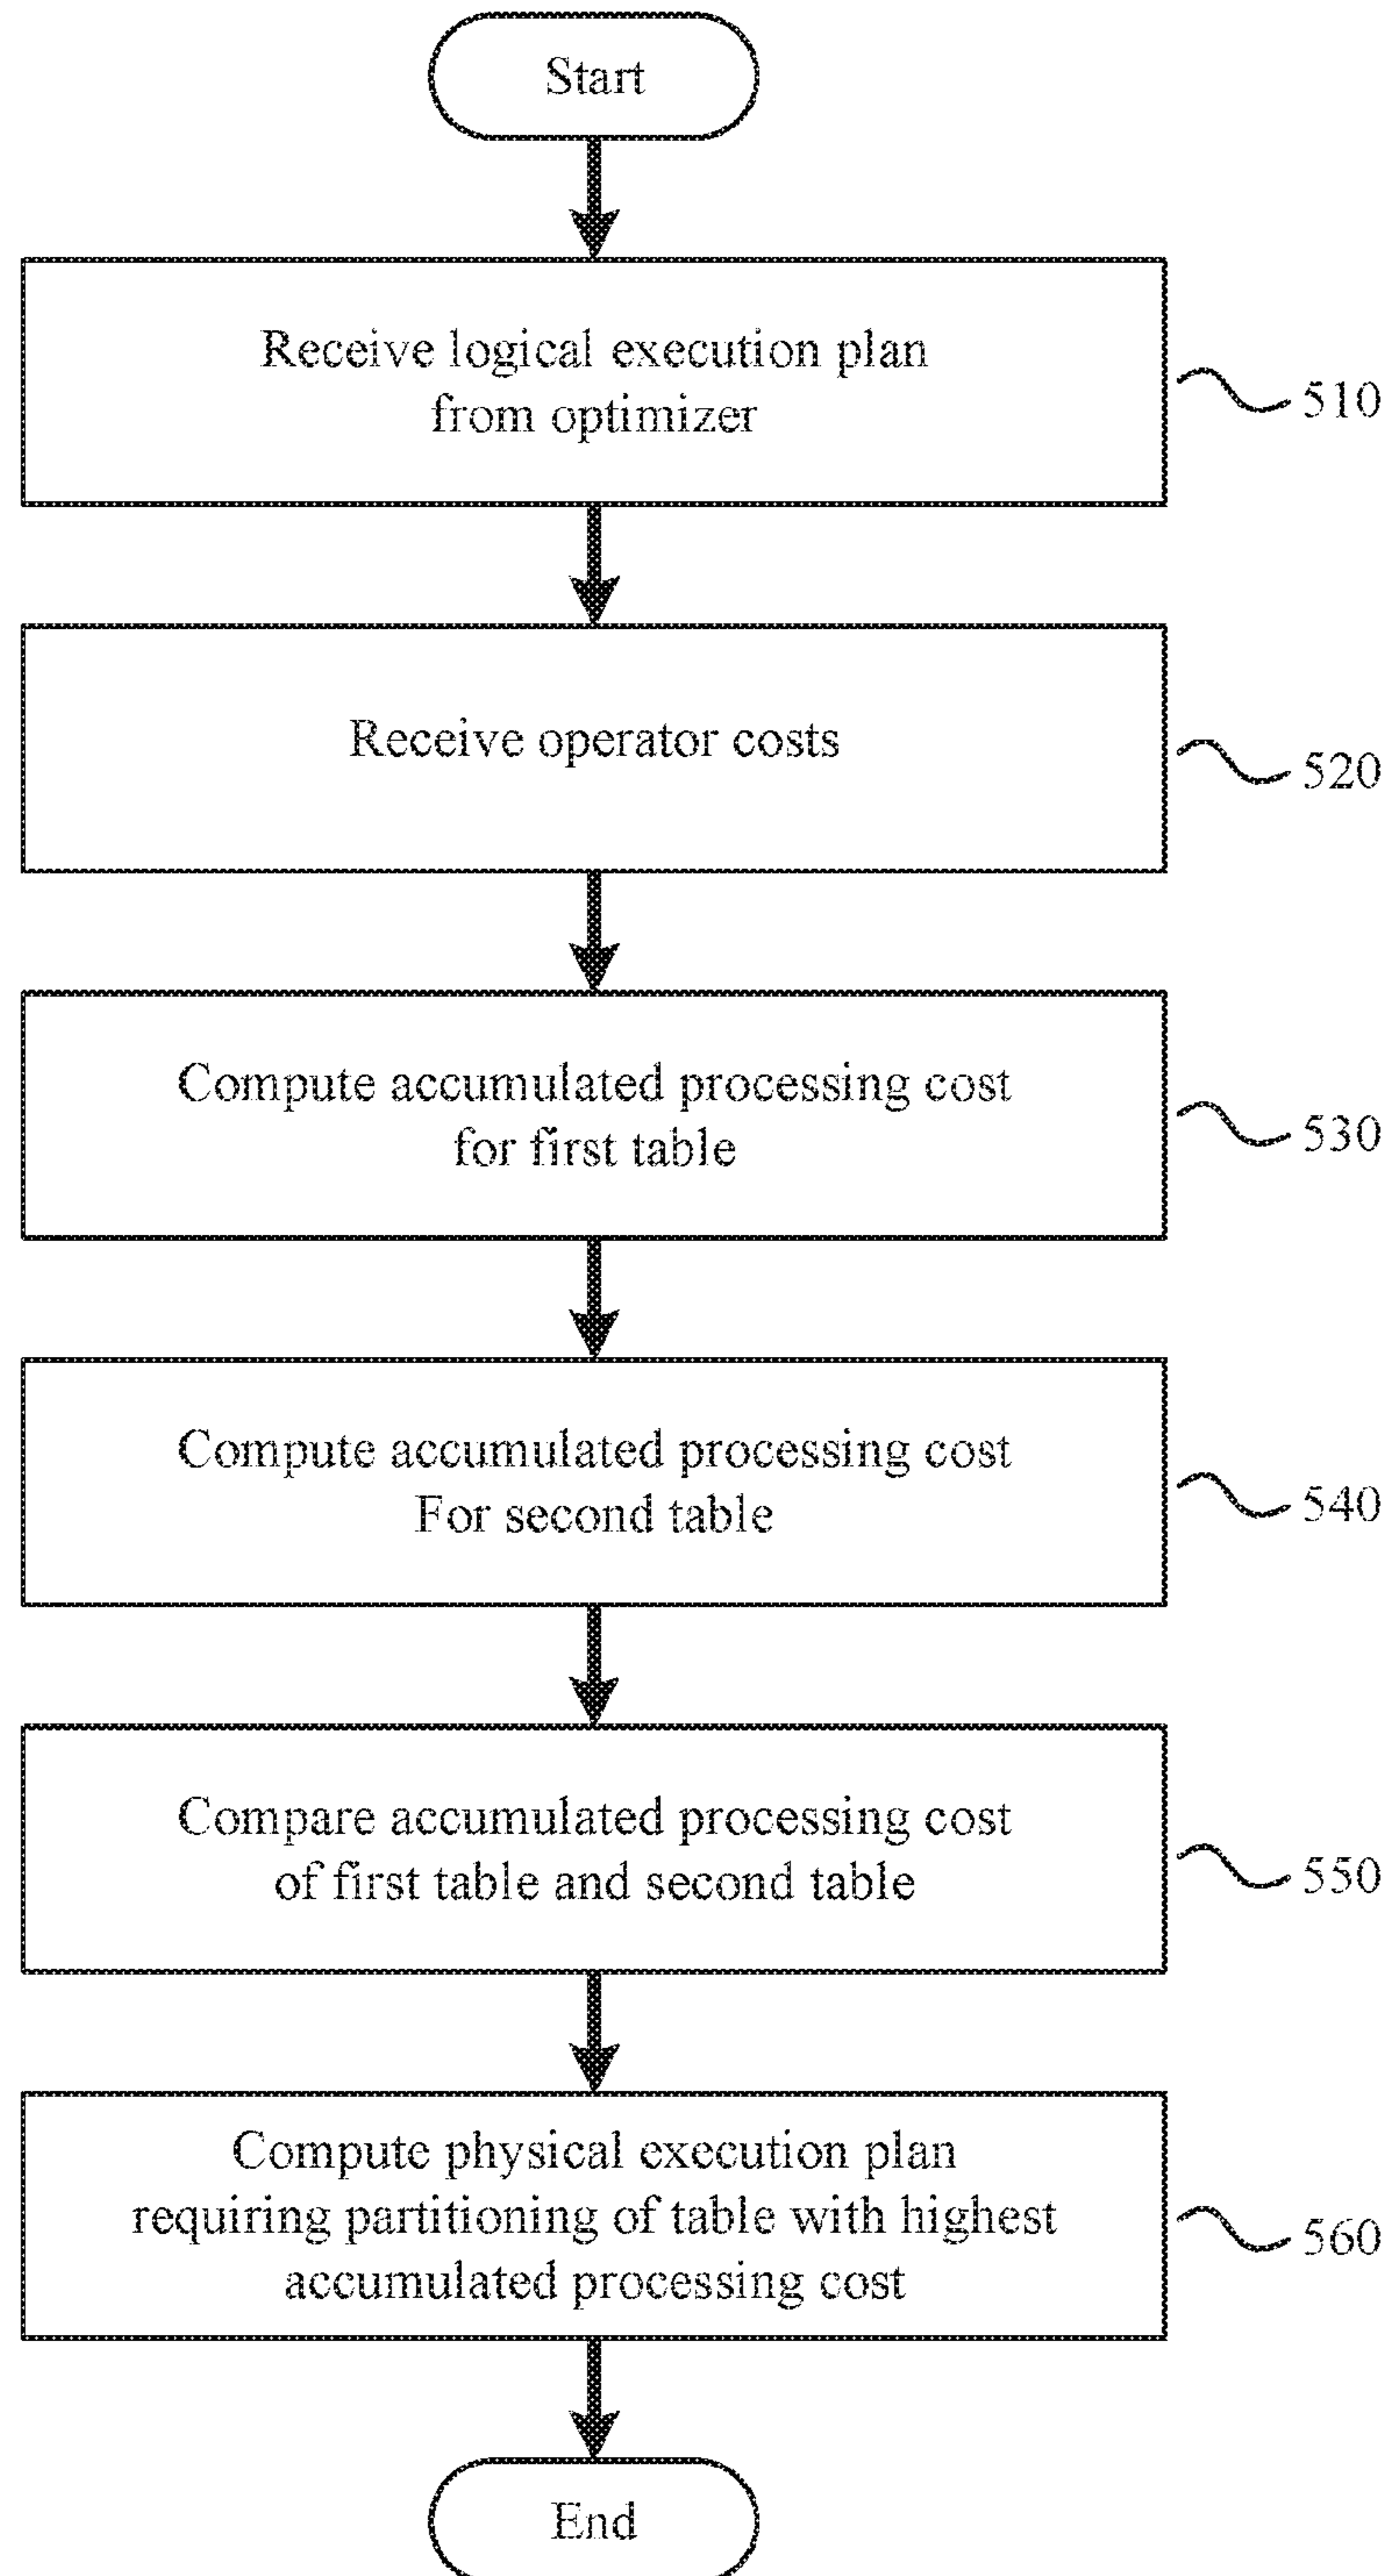 Start
Receive logical execution plan
from optimizer
510
Receive operator costs
520
Compute accumulated processing cost
for first table
530
Compute accumulated processing cost
For second table
540
Compare accumulated processing cost
of first table and second table
550
Compute physical execution plan
requiring partitioning of table with highest
accumulated processing cost
560
End